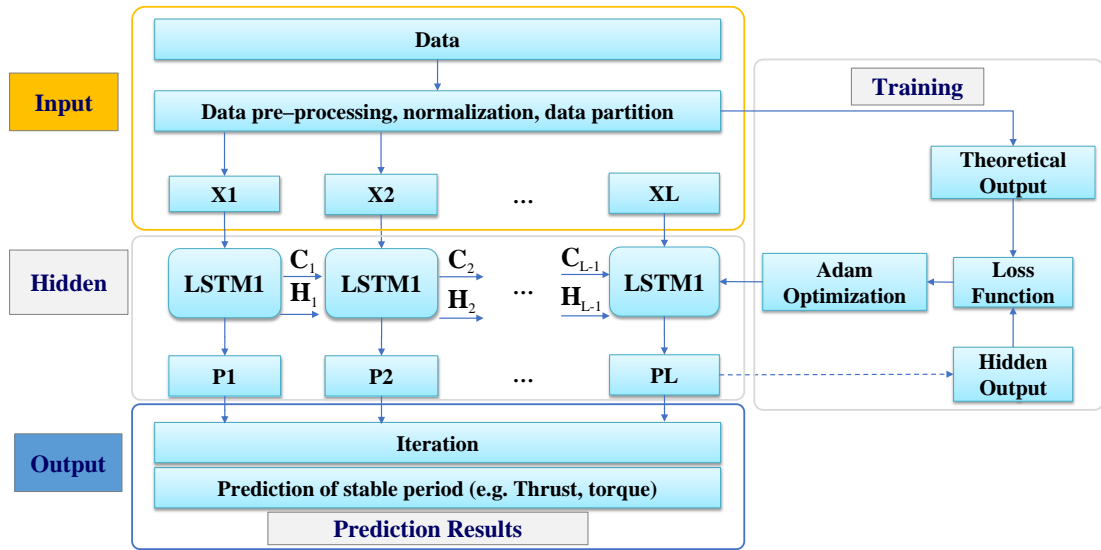 Data
Input
Training
Data pre–processing, normalization, data partition
Theoretical
Output
X1
X2
...
XL
Hidden
LSTM1
C1
H1
LSTM1
C2
H2
...
CL-1
HL-1
LSTM1
Adam
Optimization
Loss
Function
P1
P2
...
PL
Hidden
Output
Output
Iteration
Prediction of stable period (e.g. Thrust, torque)
Prediction Results